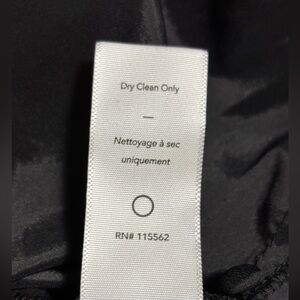 Dry Clean Only
—
Nettoyage à sec
uniquement
RN# 115562